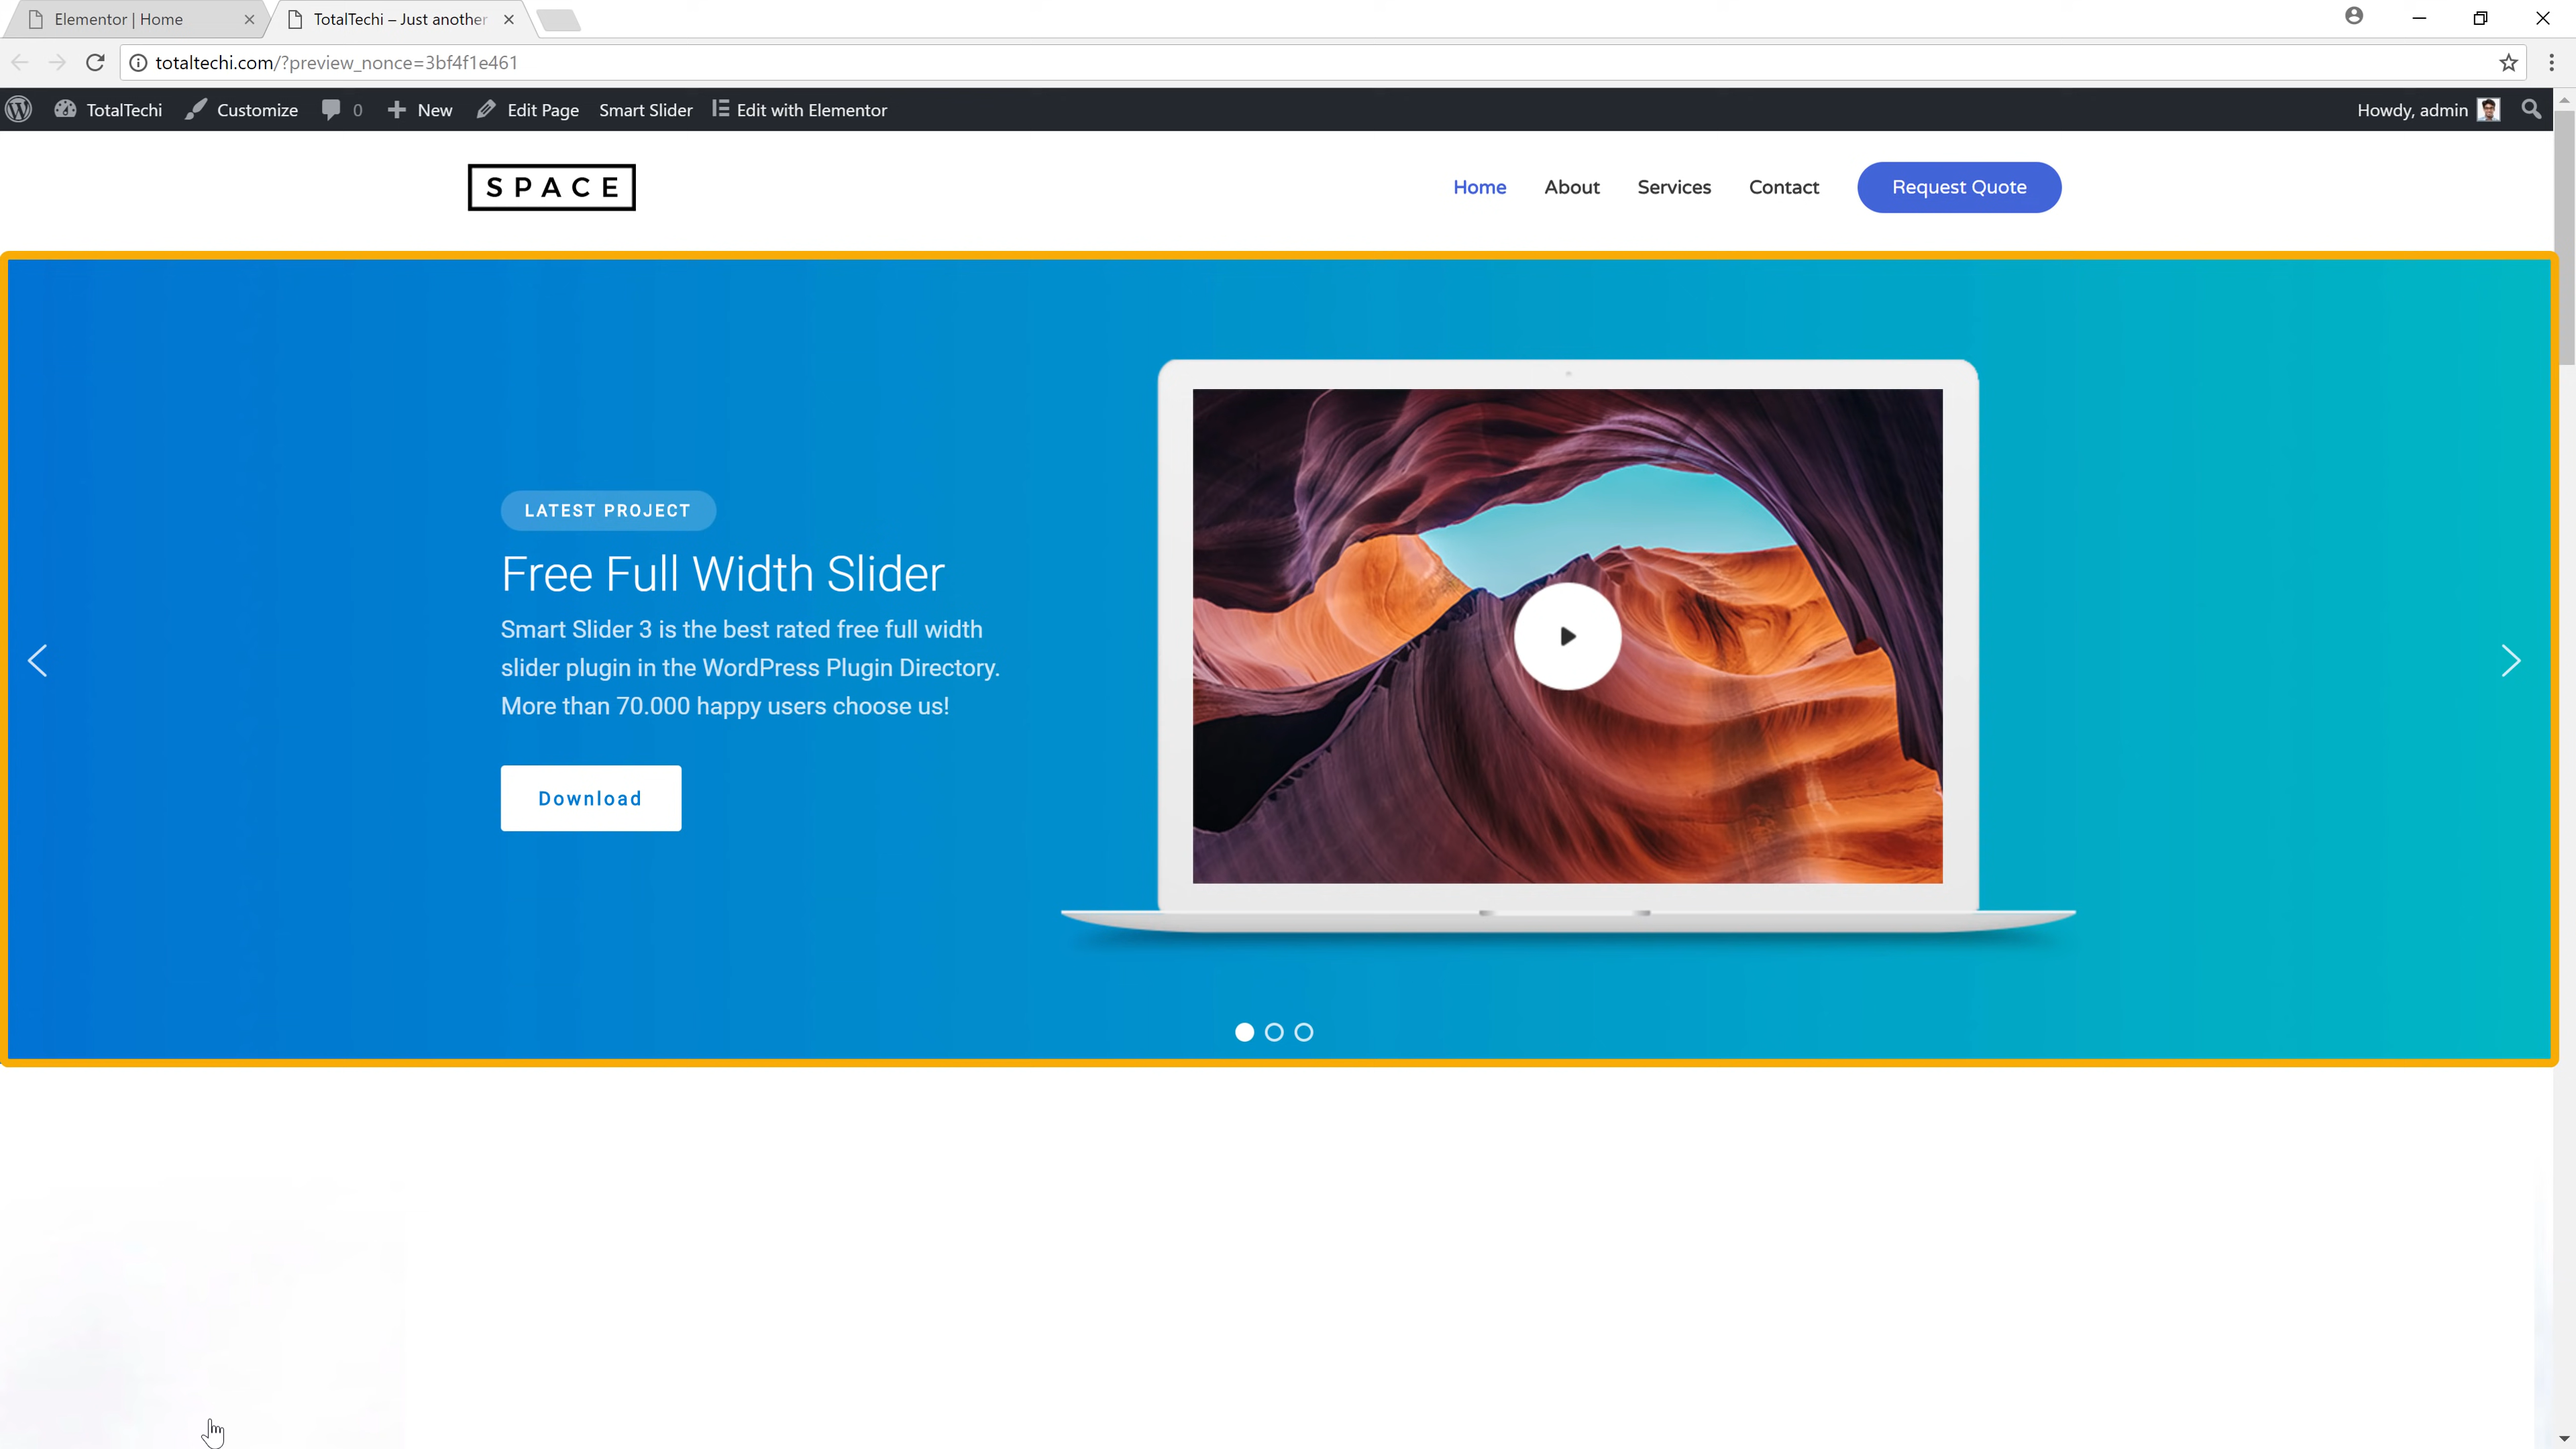 Elementor | Home
TotalTechi – Just another
totaltechi.com/?preview_nonce=3bf4f1e461
TotalTechi Customize 0 New Edit Page Smart Slider Edit with Elementor Howdy, admin
SPACE
Home About Services Contact Request Quote
LATEST PROJECT
Free Full Width Slider
Smart Slider 3 is the best rated free full width
slider plugin in the WordPress Plugin Directory.
More than 70.000 happy users choose us!
Download